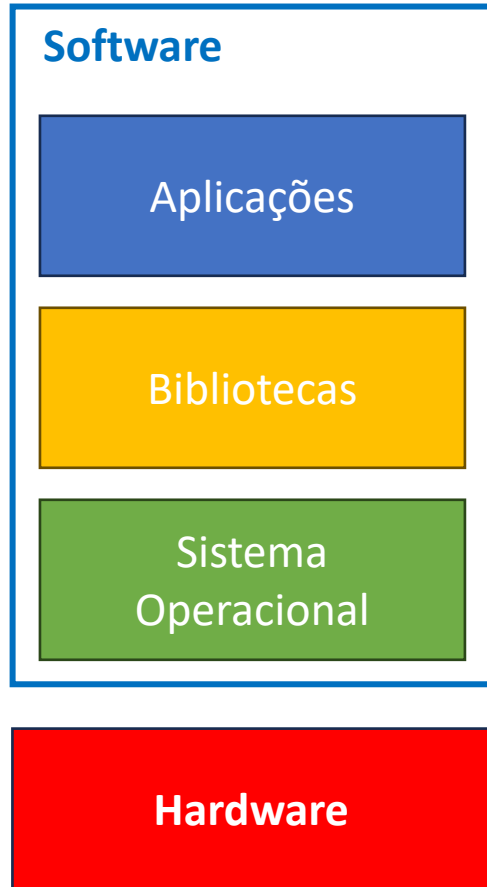 Software
Aplicações
Bibliotecas
Sistema
Operacional
Hardware